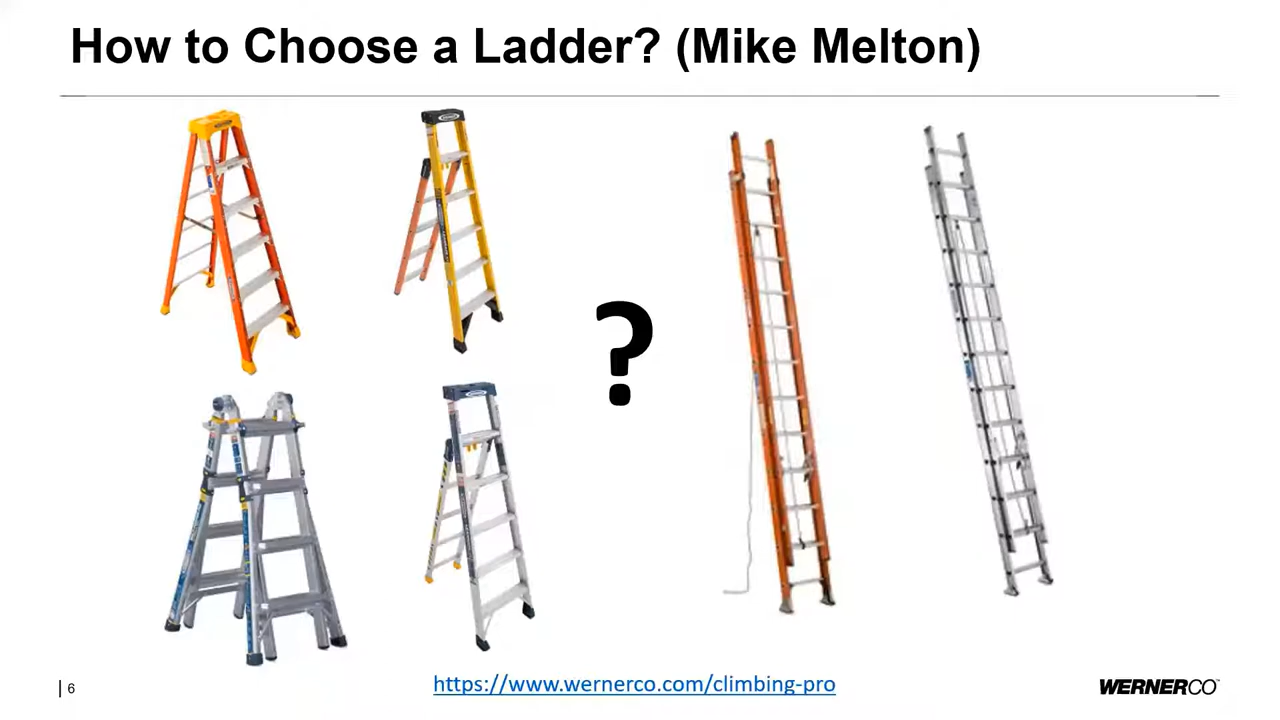 How to Choose a Ladder? (Mike Melton)
?
https://www.wernerco.com/climbing-pro
6
WERNERCO